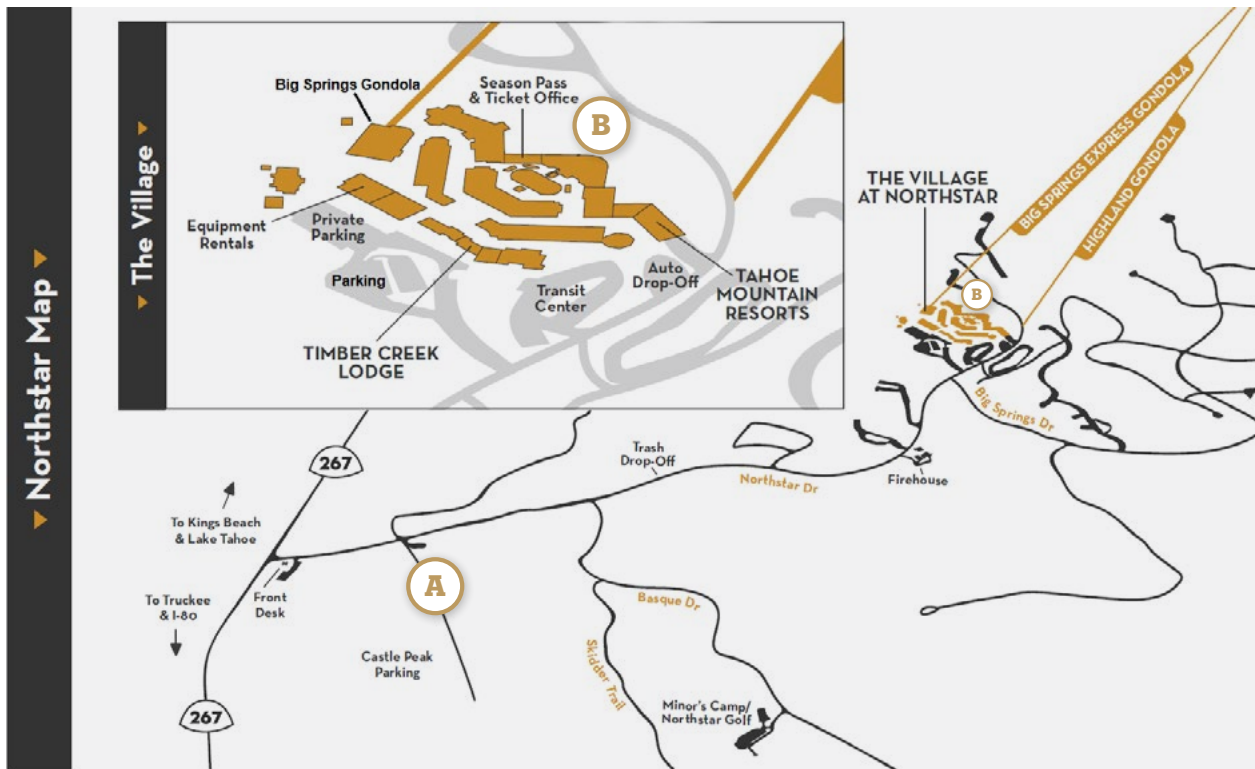 Northstar Map
The Village
Big Springs Gondola
Season Pass
& Ticket Office
B
Equipment
Rentals
Private
Parking
Parking
Transit
Center
Auto
Drop-Off
TAHOE
MOUNTAIN
RESORTS
TIMBER CREEK
LODGE
BIG SPRINGS EXPRESS GONDOLA
HIGHLAND GONDOLA
THE VILLAGE
AT NORTHSTAR
B
Big Springs Dr
267
Trash
Drop-Off
Northstar Dr
Firehouse
To Kings Beach
& Lake Tahoe
A
Front
Desk
To Truckee
& I-80
Castle Peak
Parking
Basque Dr
Skidder Trail
Minor's Camp/
Northstar Golf
267